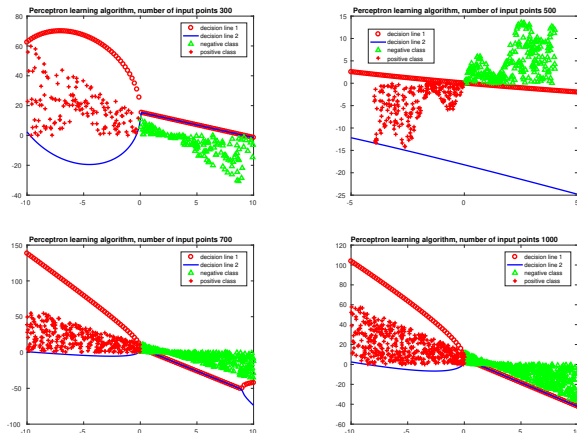 Perceptron learning algorithm, number of input points 300
decision line 1
decision line 2
negative class
positive class
80
60
40
20
0
-20
-40
-10
-5
0
5
10
Perceptron learning algorithm, number of input points 500
decision line 1
decision line 2
negative class
positive class
15
10
5
0
-5
-10
-15
-20
-25
-10
-5
0
5
Perceptron learning algorithm, number of input points 700
decision line 1
decision line 2
negative class
positive class
150
100
50
0
-50
-100
-10
-5
0
5
10
Perceptron learning algorithm, number of input points 1000
decision line 1
decision line 2
negative class
positive class
120
100
80
60
40
20
0
-20
-40
-60
-10
-5
0
5
10